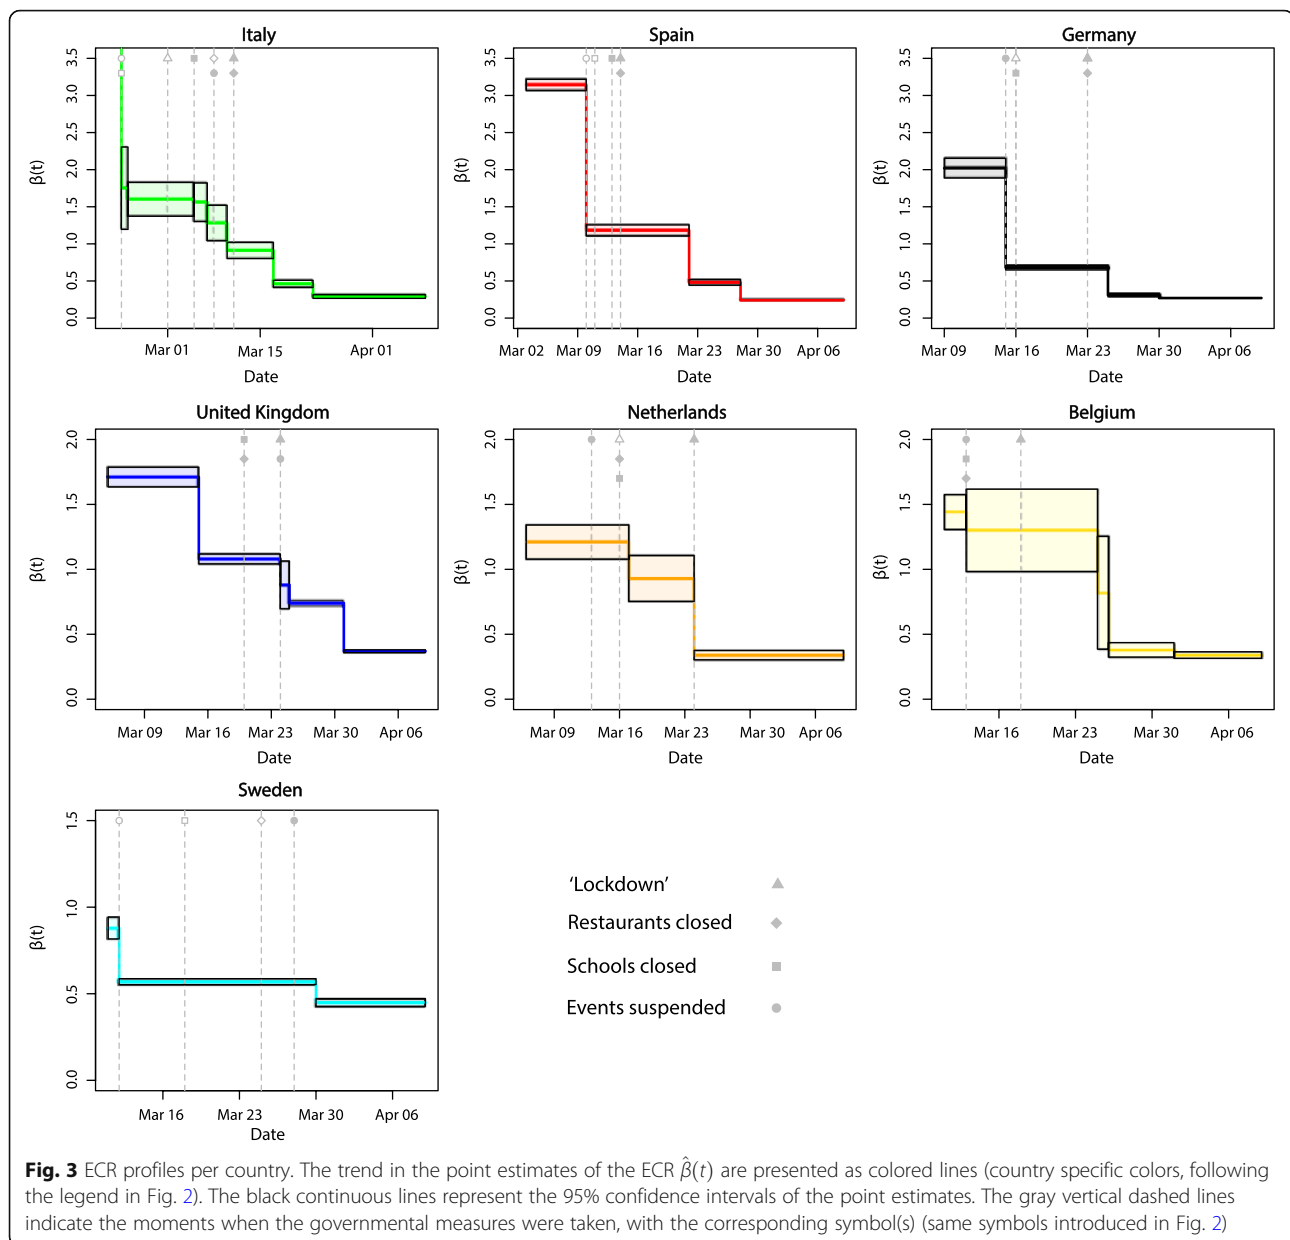 Italy
3.5
3.0
2.5
2.0
1.5
1.0
0.5
0.0
β(t)
Mar 01 Mar 15 Apr 01
Date
Spain
3.5
3.0
2.5
2.0
1.5
1.0
0.5
0.0
β(t)
Mar 02 Mar 09 Mar 16 Mar 23 Mar 30 Apr 06
Date
Germany
3.5
3.0
2.5
2.0
1.5
1.0
0.5
0.0
β(t)
Mar 09 Mar 16 Mar 23 Mar 30 Apr 06
Date
United Kingdom
2.0
1.5
1.0
0.5
0.0
β(t)
Mar 09 Mar 16 Mar 23 Mar 30 Apr 06
Date
Netherlands
2.0
1.5
1.0
0.5
0.0
β(t)
Mar 09 Mar 16 Mar 23 Mar 30 Apr 06
Date
Belgium
2.0
1.5
1.0
0.5
0.0
β(t)
Mar 16 Mar 23 Mar 30 Apr 06
Date
Sweden
1.5
1.0
0.5
0.0
β(t)
Mar 16 Mar 23 Mar 30 Apr 06
Date
‘Lockdown’
Restaurants closed
Schools closed
Events suspended
Fig. 3 ECR profiles per country. The trend in the point estimates of the ECR β̂(t) are presented as colored lines (country specific colors, following
the legend in Fig. 2). The black continuous lines represent the 95% confidence intervals of the point estimates. The gray vertical dashed lines
indicate the moments when the governmental measures were taken, with the corresponding symbol(s) (same symbols introduced in Fig. 2)